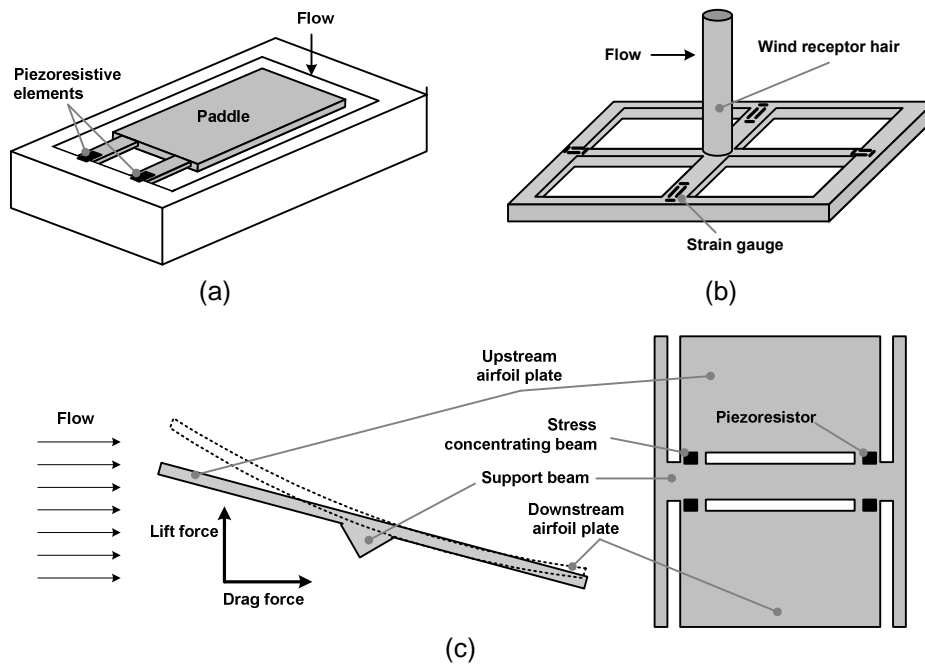 Flow
Piezoresistive
elements
Paddle
(a)
Flow
Wind receptor hair
Strain gauge
(b)
Flow
Lift force
Drag force
Upstream
airfoil plate
Stress
concentrating beam
Support beam
Downstream
airfoil plate
Piezoresistor
(c)